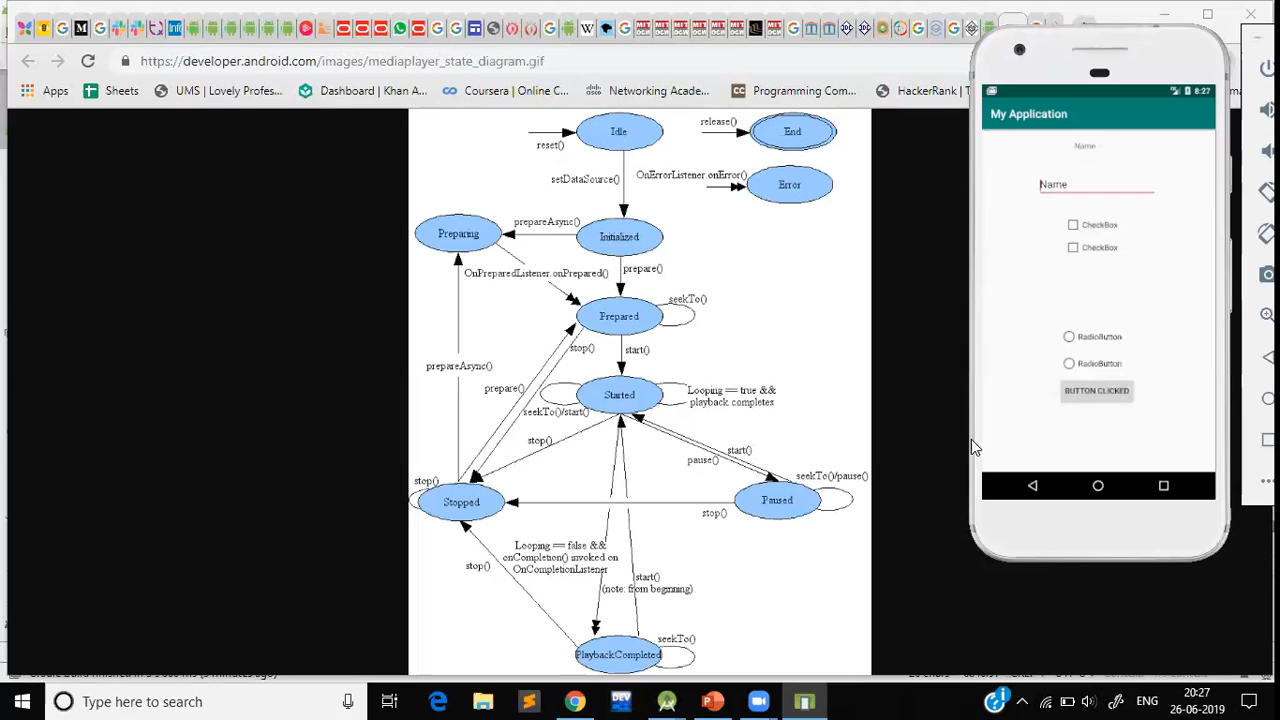 https://developer.android.com/images/mediaplayer_state_diagram.gif
Apps
Sheets
UMS | Lovely Profes...
Dashboard | Khan A...
Coursera | Online C...
Networking Academ...
Programming Com...
HackerRank |
Idle
reset()
release()
End
setDataSource()
OnErrorListener.onError()
Error
Preparing
prepareAsync()
Initialized
OnPreparedListener.onPrepared()
prepare()
Prepared
seekTo()
stop()
start()
prepareAsync()
prepare()
Started
Looping == true &&
playback completes
seekTo()/start()
stop()
start()
pause()
stop()
Stopped
seekTo()/pause()
Paused
stop()
Looping == false &&
onCompletion() invoked on
OnCompletionListener
stop()
start()
(note: from beginning)
PlaybackCompleted
seekTo()
8:27
My Application
Name
Name
CheckBox
CheckBox
RadioButton
RadioButton
BUTTON CLICKED
Type here to search
DEV
ENG
20:27
26-06-2019